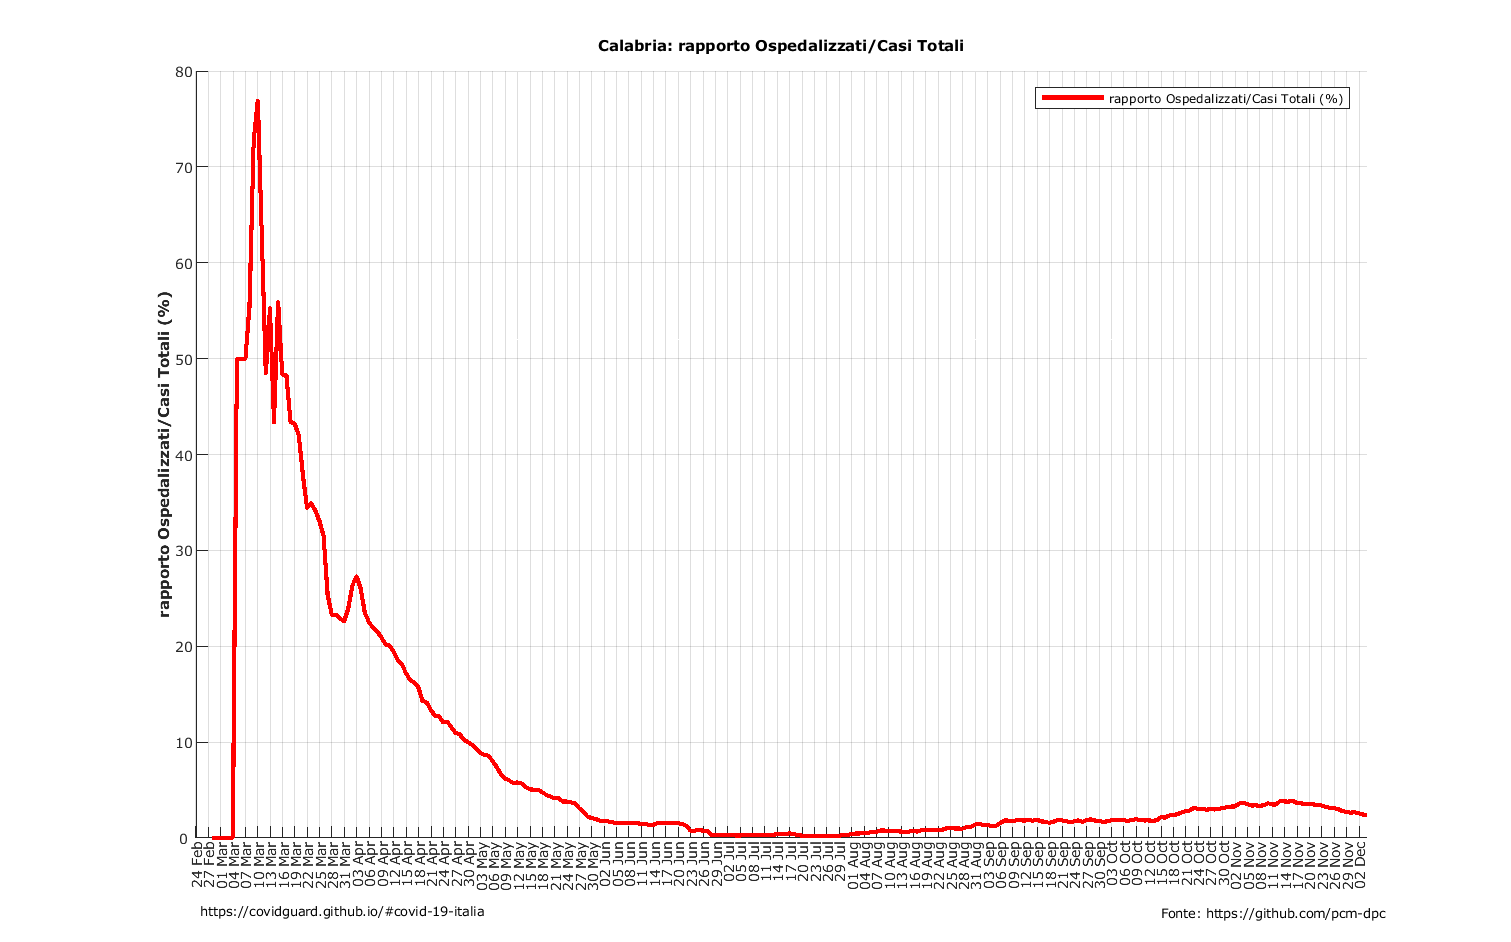 Calabria: rapporto Ospedalizzati/Casi Totali
rapporto Ospedalizzati/Casi Totali (%)
rapporto Ospedalizzati/Casi Totali (%)
80
70
60
50
40
30
20
10
0
24 Feb
27 Feb
01 Mar
04 Mar
07 Mar
10 Mar
13 Mar
16 Mar
19 Mar
22 Mar
25 Mar
28 Mar
31 Mar
03 Apr
06 Apr
09 Apr
12 Apr
15 Apr
18 Apr
21 Apr
24 Apr
27 Apr
30 Apr
03 May
06 May
09 May
12 May
15 May
18 May
21 May
24 May
27 May
30 May
02 Jun
05 Jun
08 Jun
11 Jun
14 Jun
17 Jun
20 Jun
23 Jun
26 Jun
29 Jun
02 Jul
05 Jul
08 Jul
11 Jul
14 Jul
17 Jul
20 Jul
23 Jul
26 Jul
29 Jul
01 Aug
04 Aug
07 Aug
10 Aug
13 Aug
16 Aug
19 Aug
22 Aug
25 Aug
28 Aug
31 Aug
03 Sep
06 Sep
09 Sep
12 Sep
15 Sep
18 Sep
21 Sep
24 Sep
27 Sep
30 Sep
03 Oct
06 Oct
09 Oct
12 Oct
15 Oct
18 Oct
21 Oct
24 Oct
27 Oct
30 Oct
02 Nov
05 Nov
08 Nov
11 Nov
14 Nov
17 Nov
20 Nov
23 Nov
26 Nov
29 Nov
02 Dec
https://covidguard.github.io/#covid-19-italia
Fonte: https://github.com/pcm-dpc